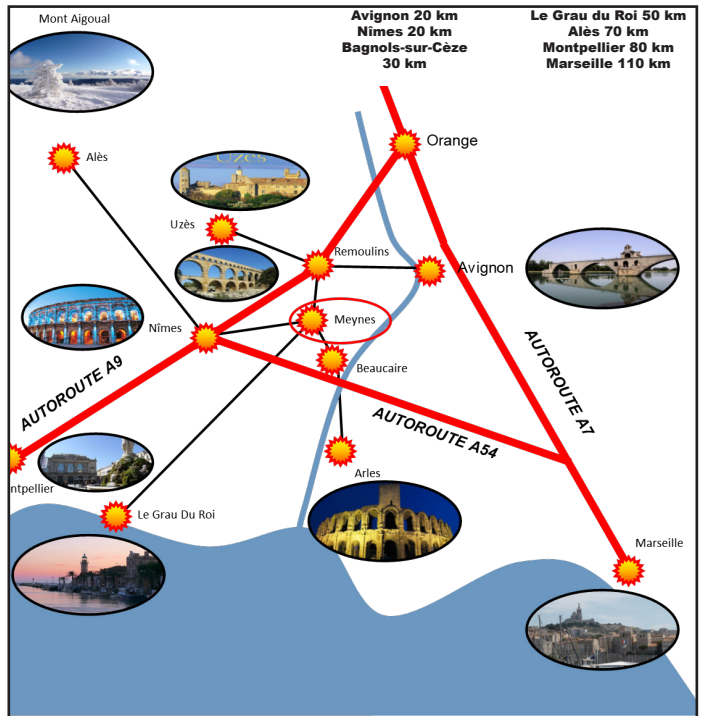 Mont Aigoual
Avignon 20 km
Nîmes 20 km
Bagnols-sur-Cèze
30 km
Le Grau du Roi 50 km
Alès 70 km
Montpellier 80 km
Marseille 110 km
Orange
Alès
Uzès
Uzès
Remoulins
Avignon
Nîmes
Meynes
Beaucaire
AUTOROUTE A9
AUTOROUTE A7
AUTOROUTE A54
ntpellier
Arles
Le Grau Du Roi
Marseille